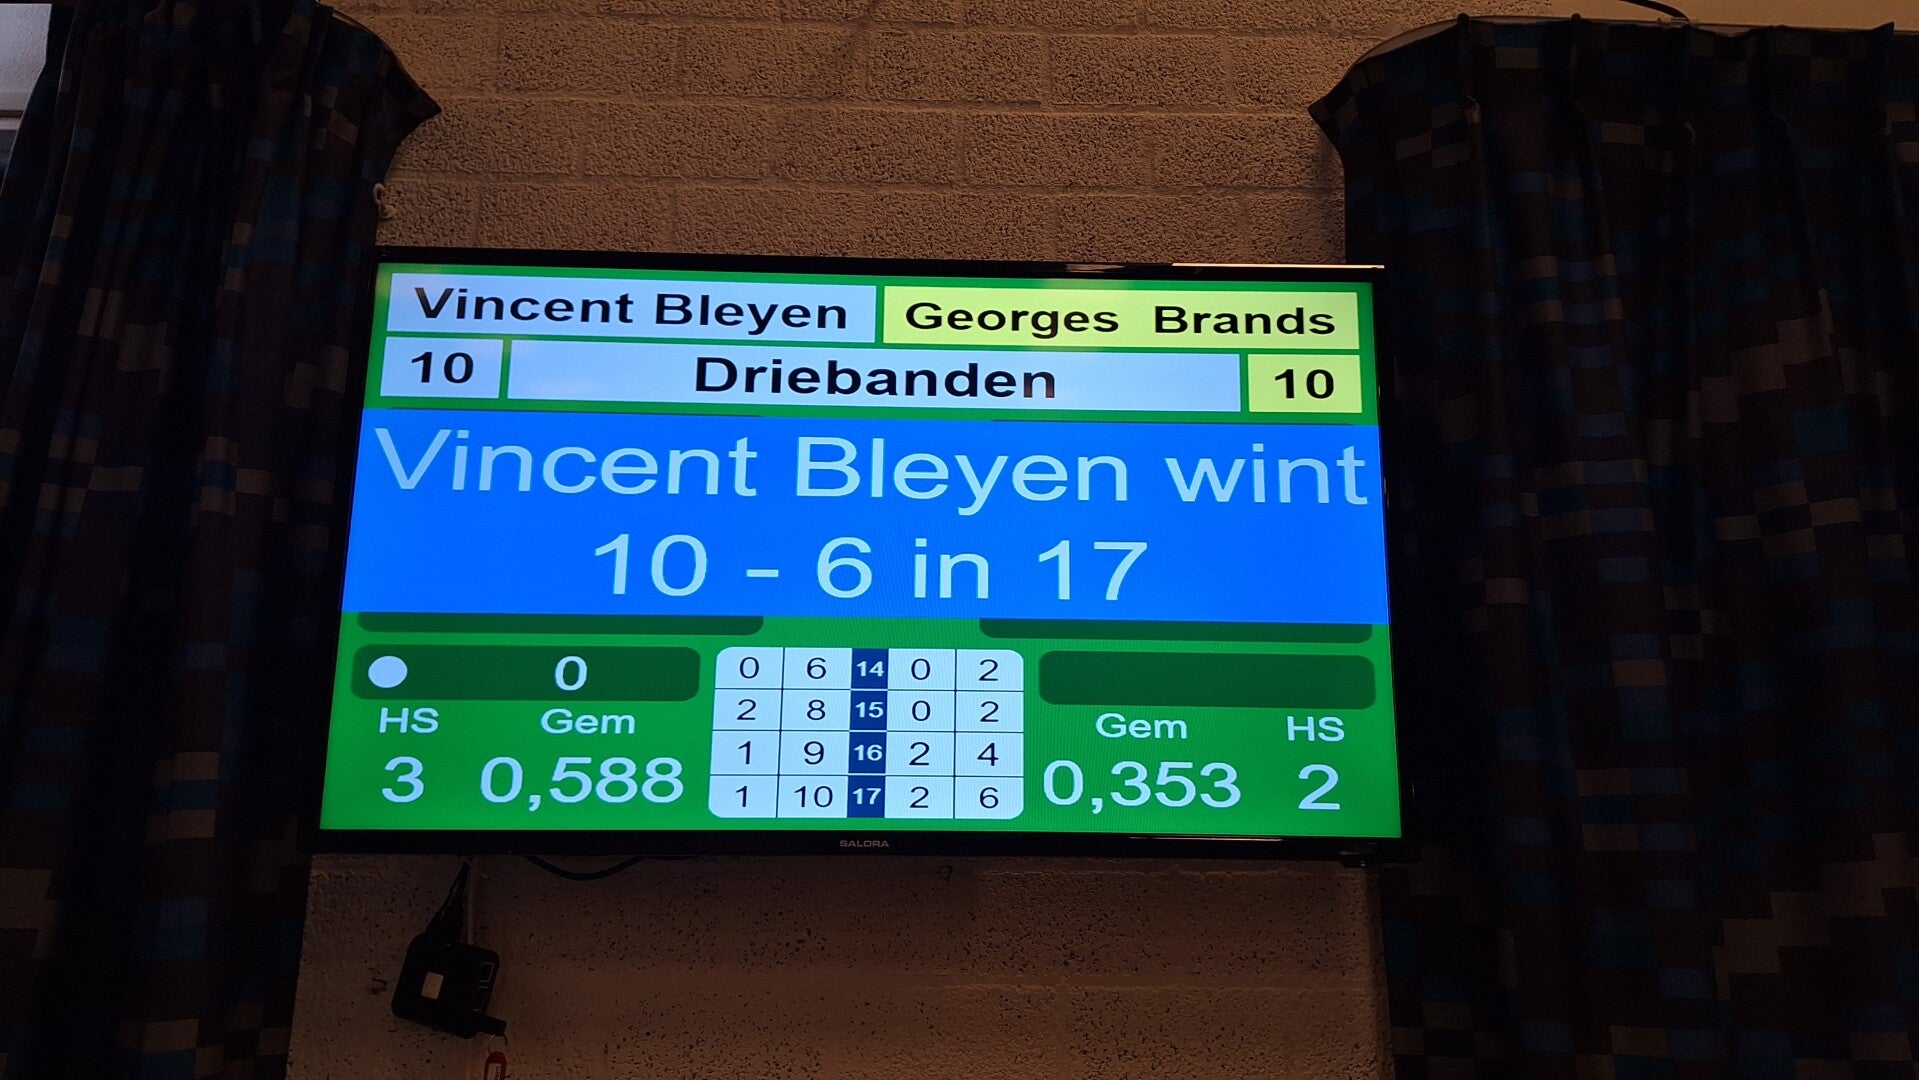 Vincent Bleyen Georges Brands
10 Driebanden 10
Vincent Bleyen wint
10 - 6 in 17
0 0 6 14 0 2
2 8 15 0 2
HS Gem Gem HS
1 9 16 2 4
3 0,588 0,353 2
1 10 17 2 6
SALORA